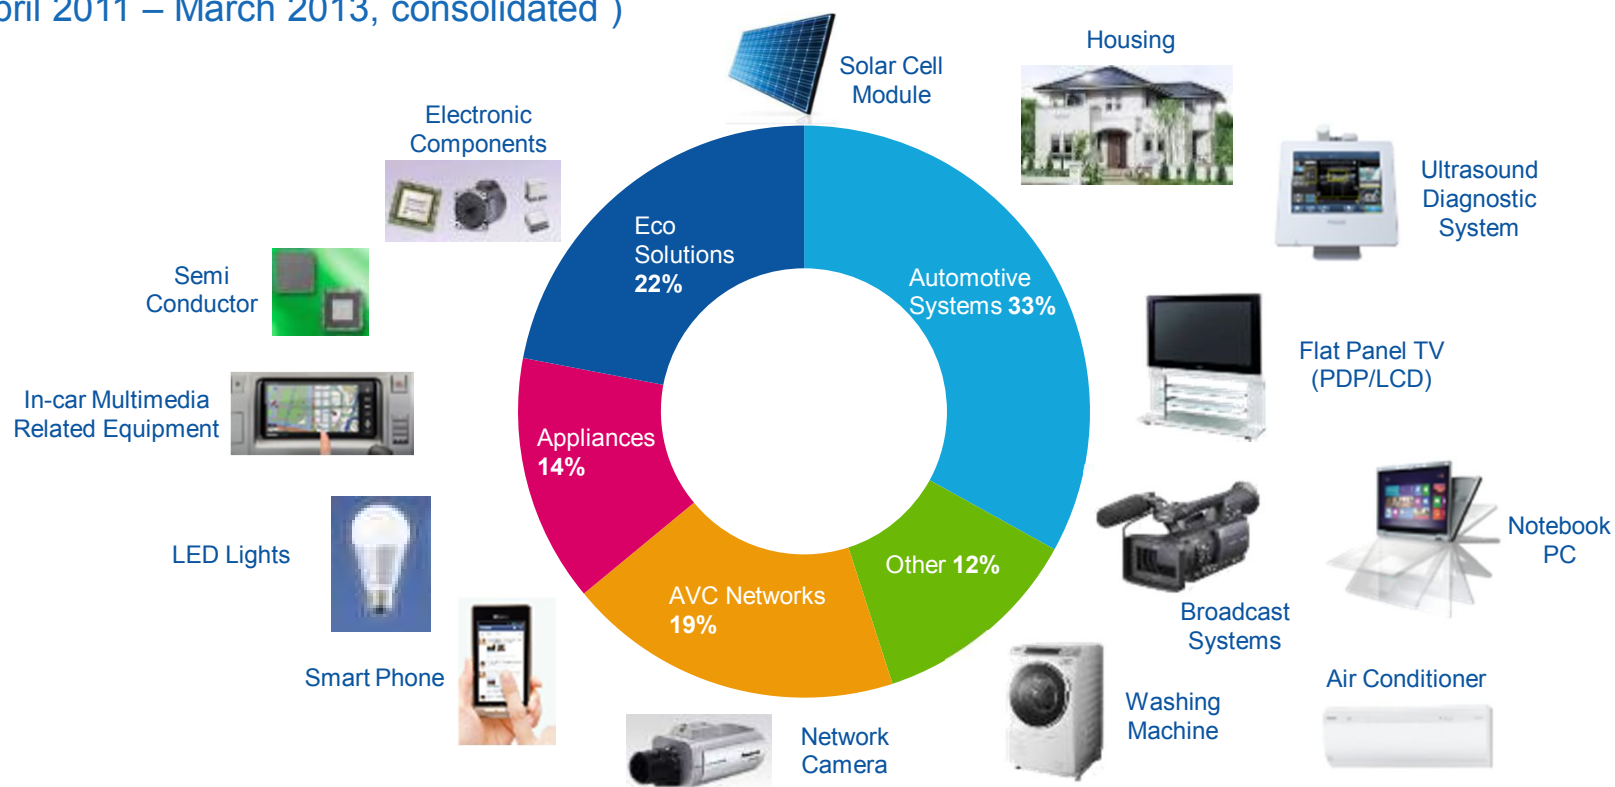 pril 2011 – March 2013, consolidated )
Solar Cell
Module
Housing
Electronic
Components
Ultrasound
Diagnostic
System
Eco
Solutions
22%
Automotive
Systems 33%
Semi
Conductor
Flat Panel TV
(PDP/LCD)
In-car Multimedia
Related Equipment
Appliances
14%
Notebook
PC
LED Lights
Other 12%
AVC Networks
19%
Broadcast
Systems
Smart Phone
Air Conditioner
Washing
Machine
Network
Camera